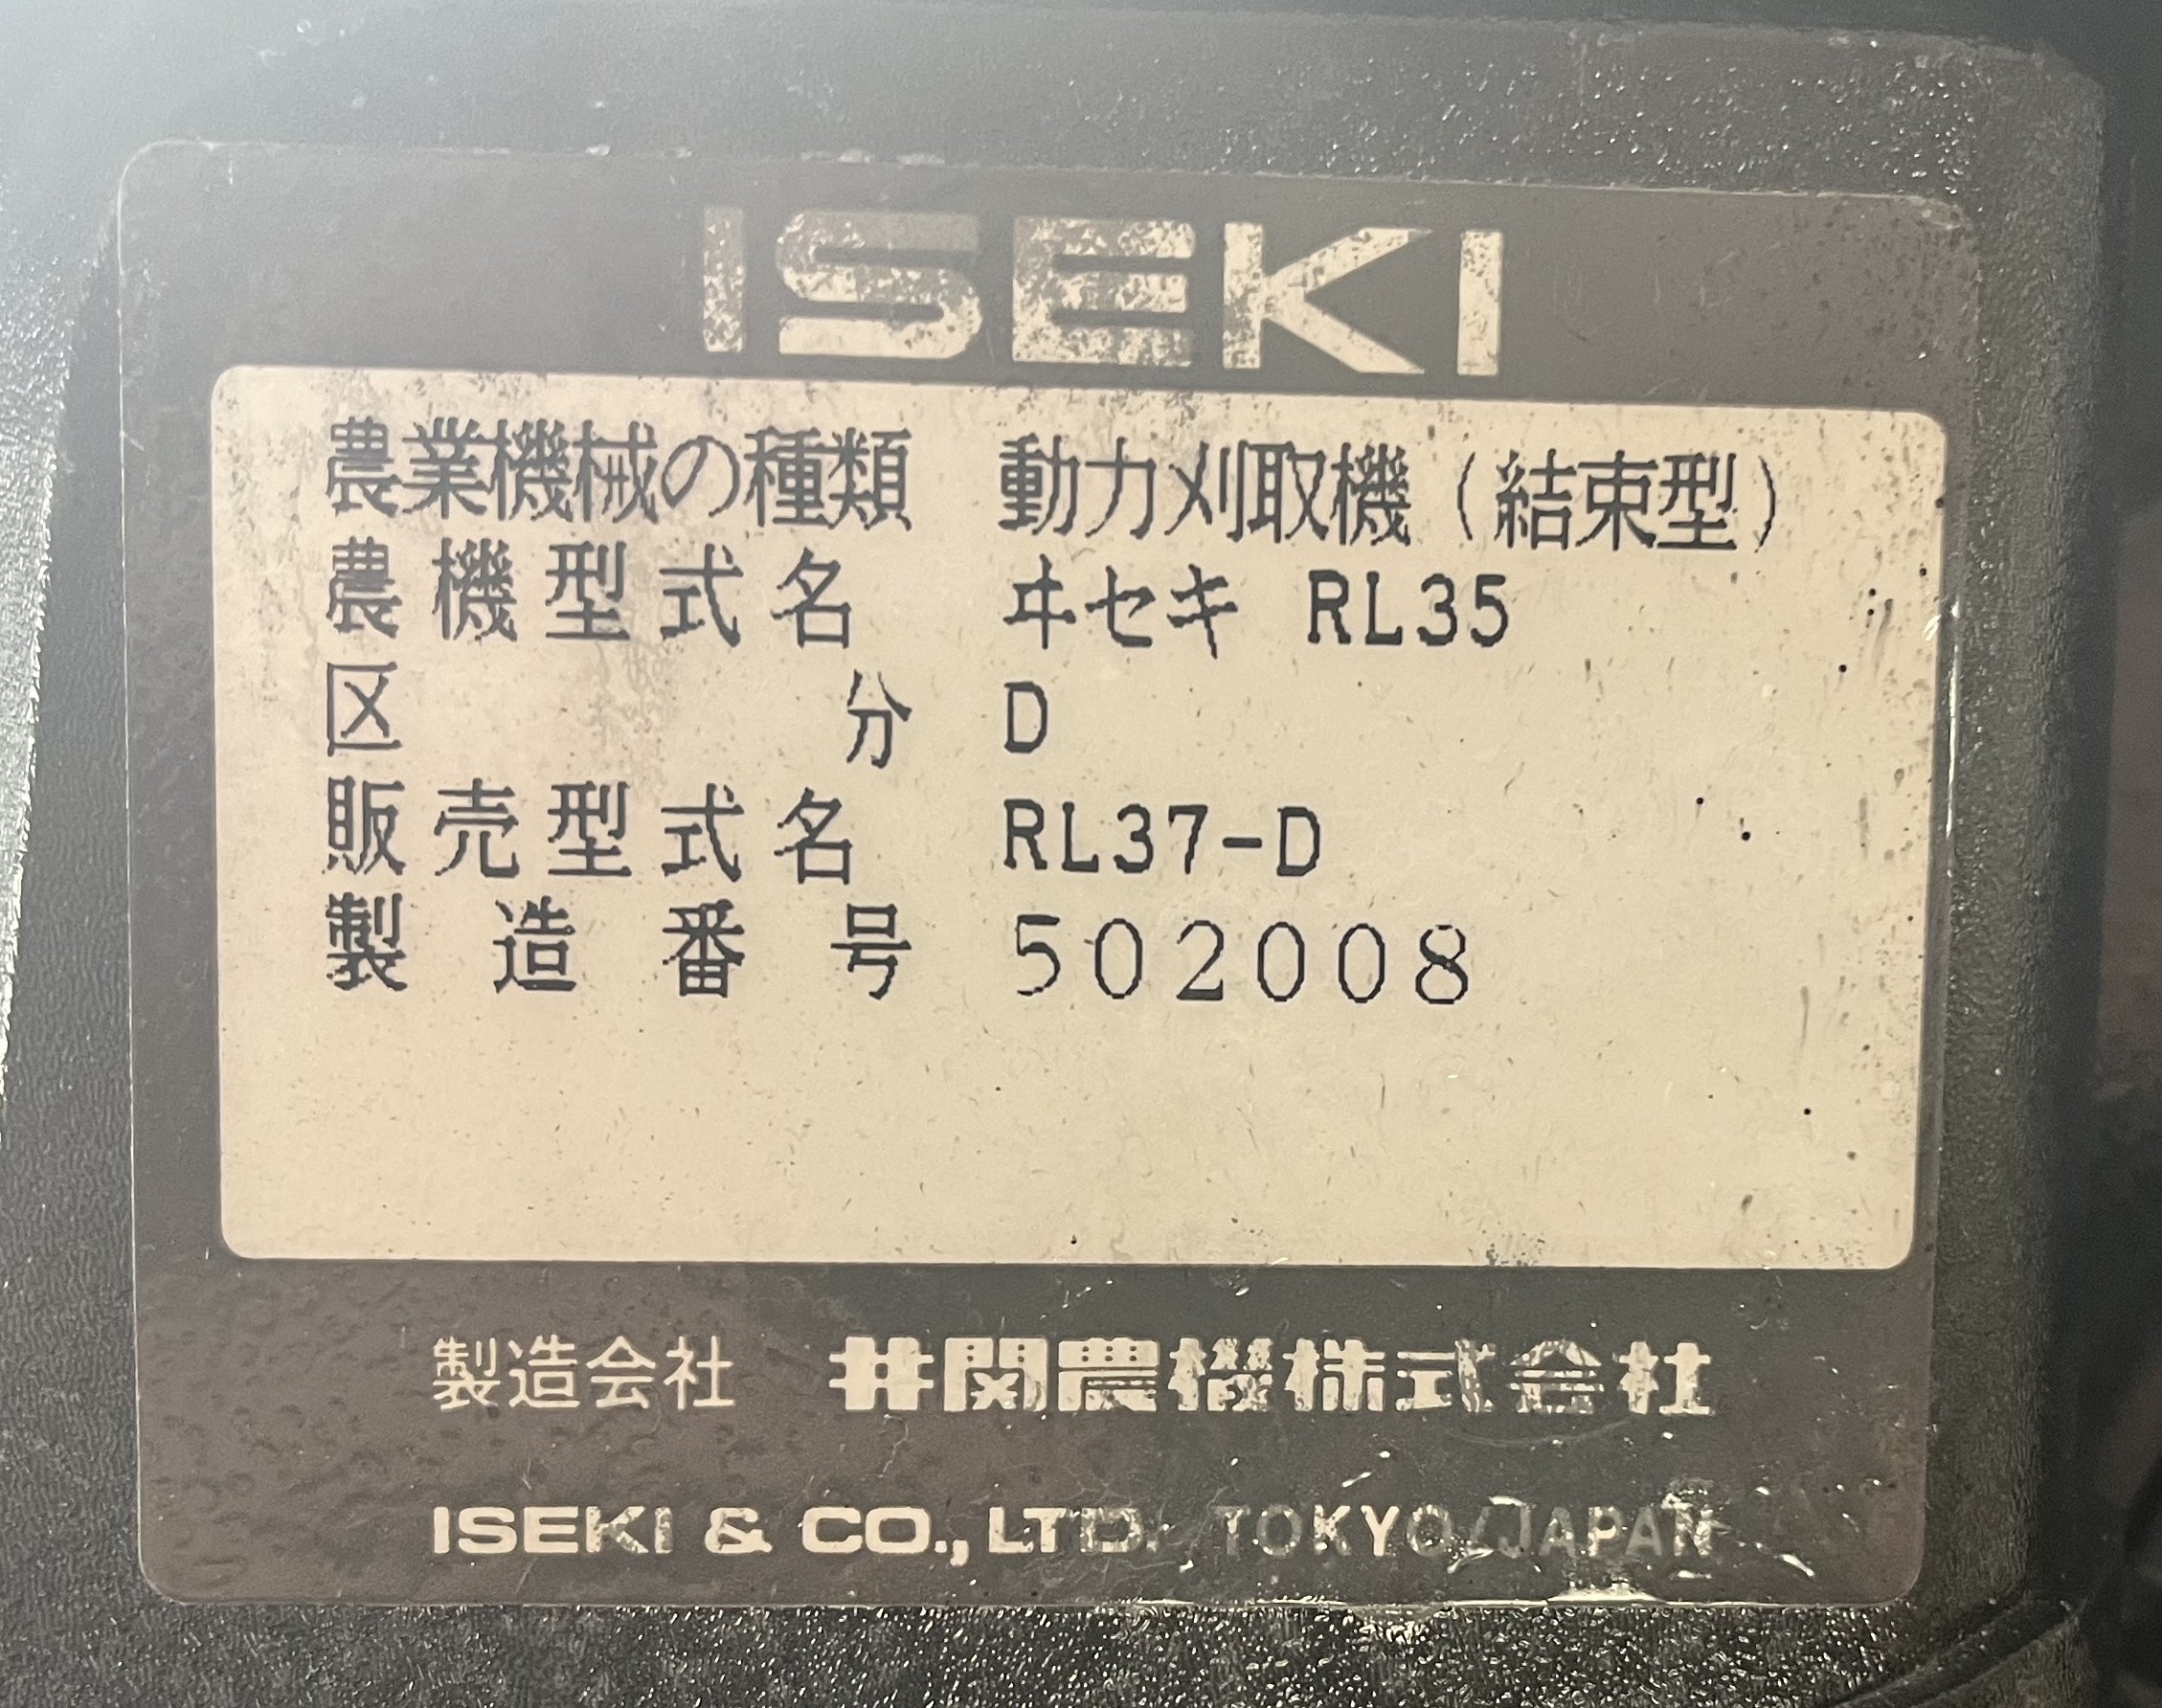 ISEKI
農業機械の種類 動力刈取機（結束型）
農機型式名 ヰセキ RL35
区分 D
販売型式名 RL37-D
製造番号 502008
製造会社 井関農機株式会社
ISEKI & CO., LTD. TOKYO/JAPAN